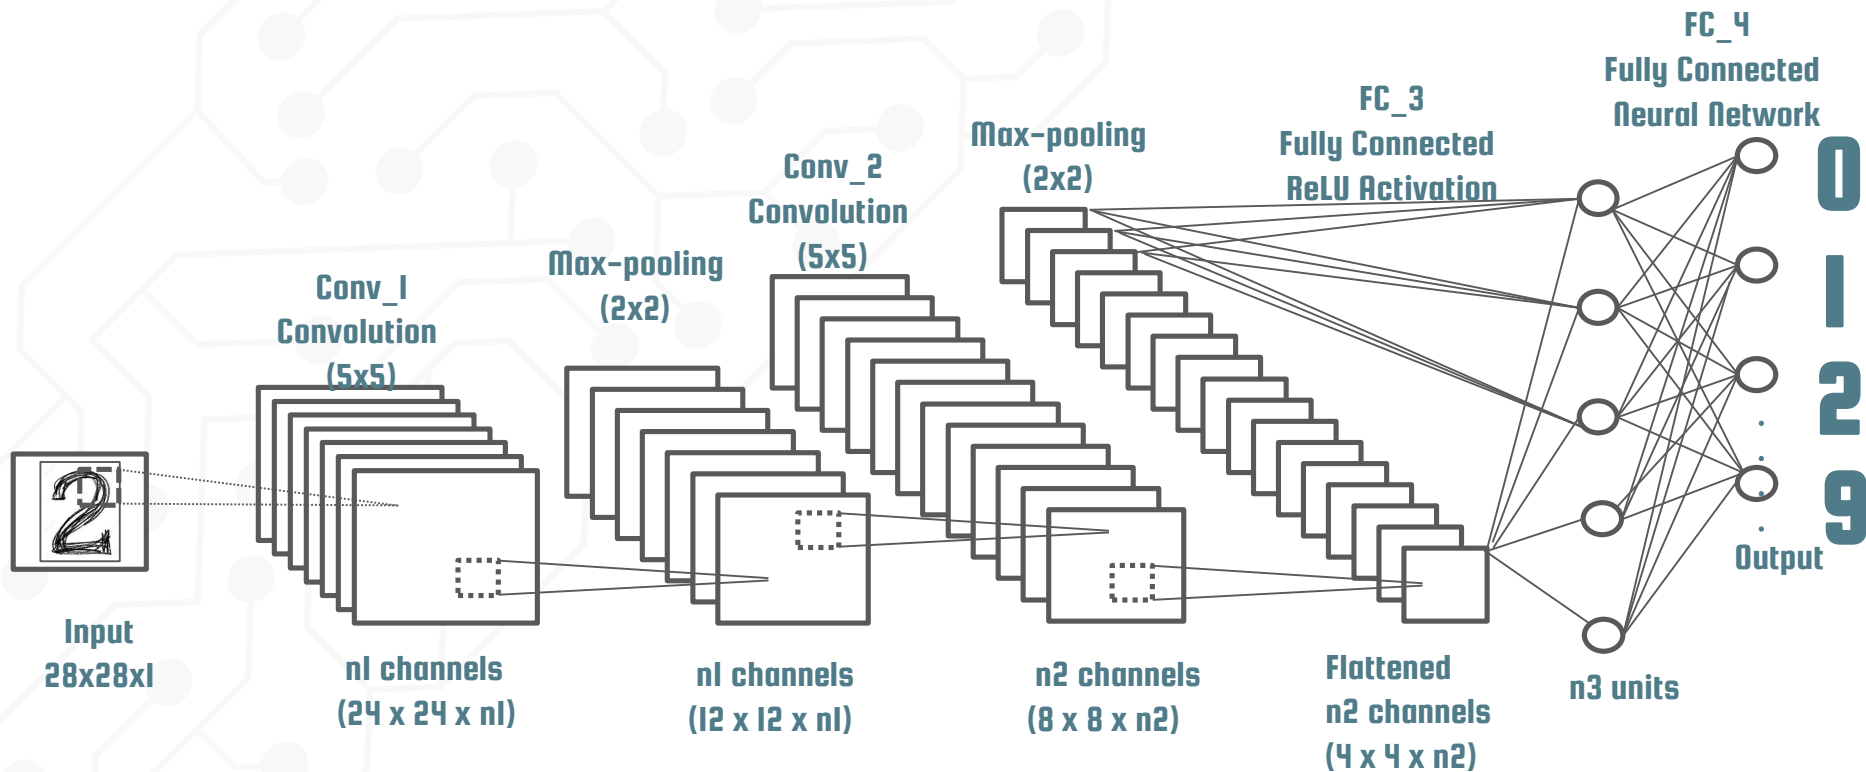 FC_4
Fully Connected
Neural Network
FC_3
Fully Connected
ReLU Activation
Max-pooling
(2x2)
Conv_2
Convolution
(5x5)
Max-pooling
(2x2)
Conv_1
Convolution
(5x5)
2
0
1
2
9
Output
Input
28x28x1
n1 channels
(24 x 24 x n1)
n1 channels
(12 x 12 x n1)
n2 channels
(8 x 8 x n2)
Flattened
n2 channels
(4 x 4 x n2)
n3 units